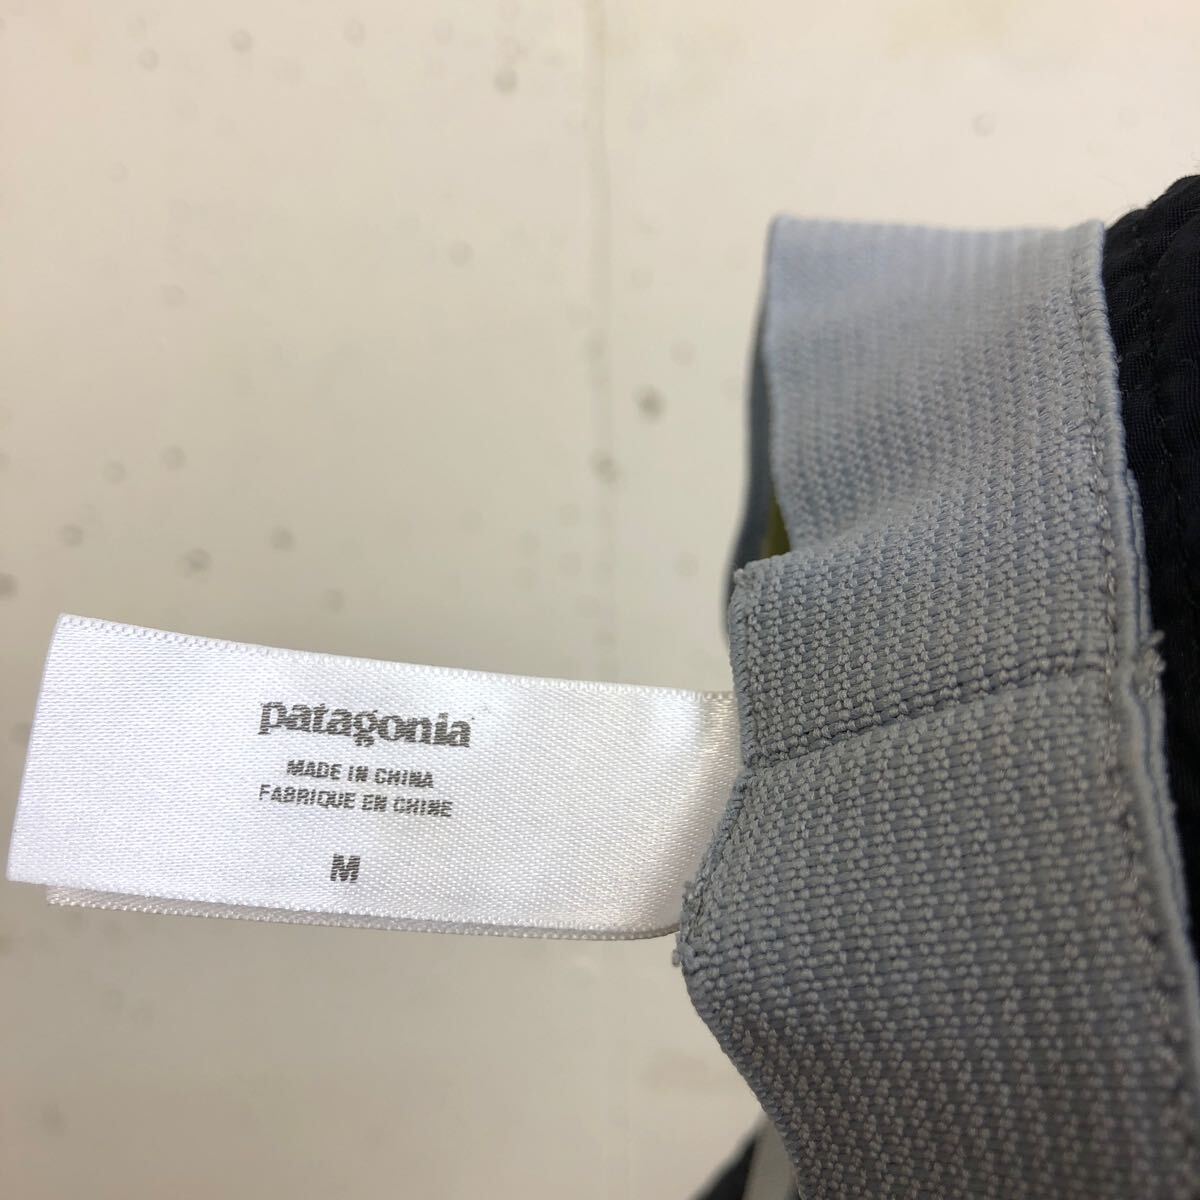 patagonia
MADE IN CHINA
FABRIQUE EN CHINE
M